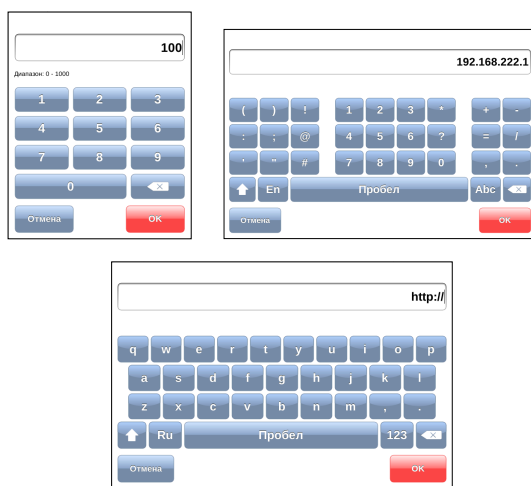 100
Диапазон: 0 - 1000
1 2 3
4 5 6
7 8 9
0
Отмена OK
192.168.222.1
( ) ! 1 2 3 * + -
: ; @ 4 5 6 ? = /
' " # 7 8 9 0 , .
En Пробел Abc
Отмена OK
http://
q w e r t y u i o p
a s d f g h j k l
z x c v b n m , .
Ru Пробел 123
Отмена OK